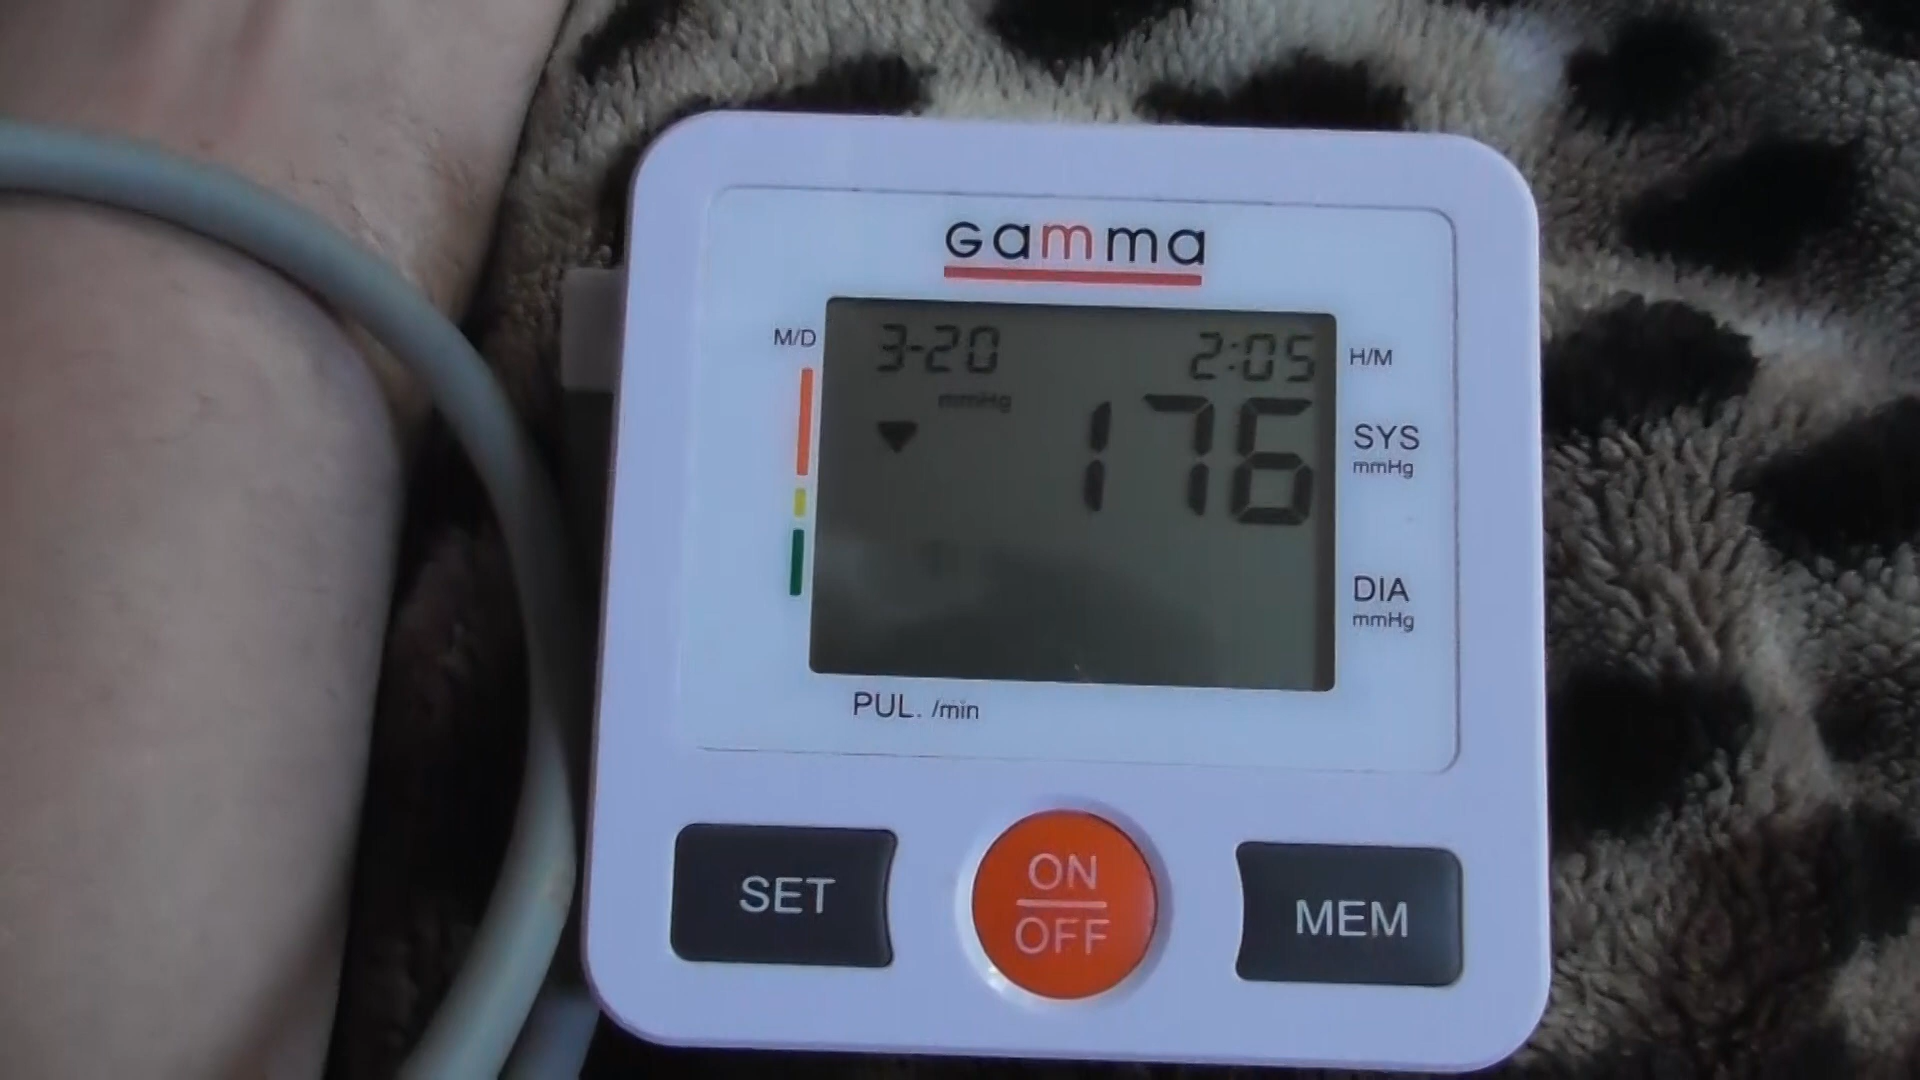 Gamma
M/D 3-20 2:05 H/M
mmHg
176 SYS
mmHg
DIA
mmHg
PUL. /min
SET
ON
OFF
MEM